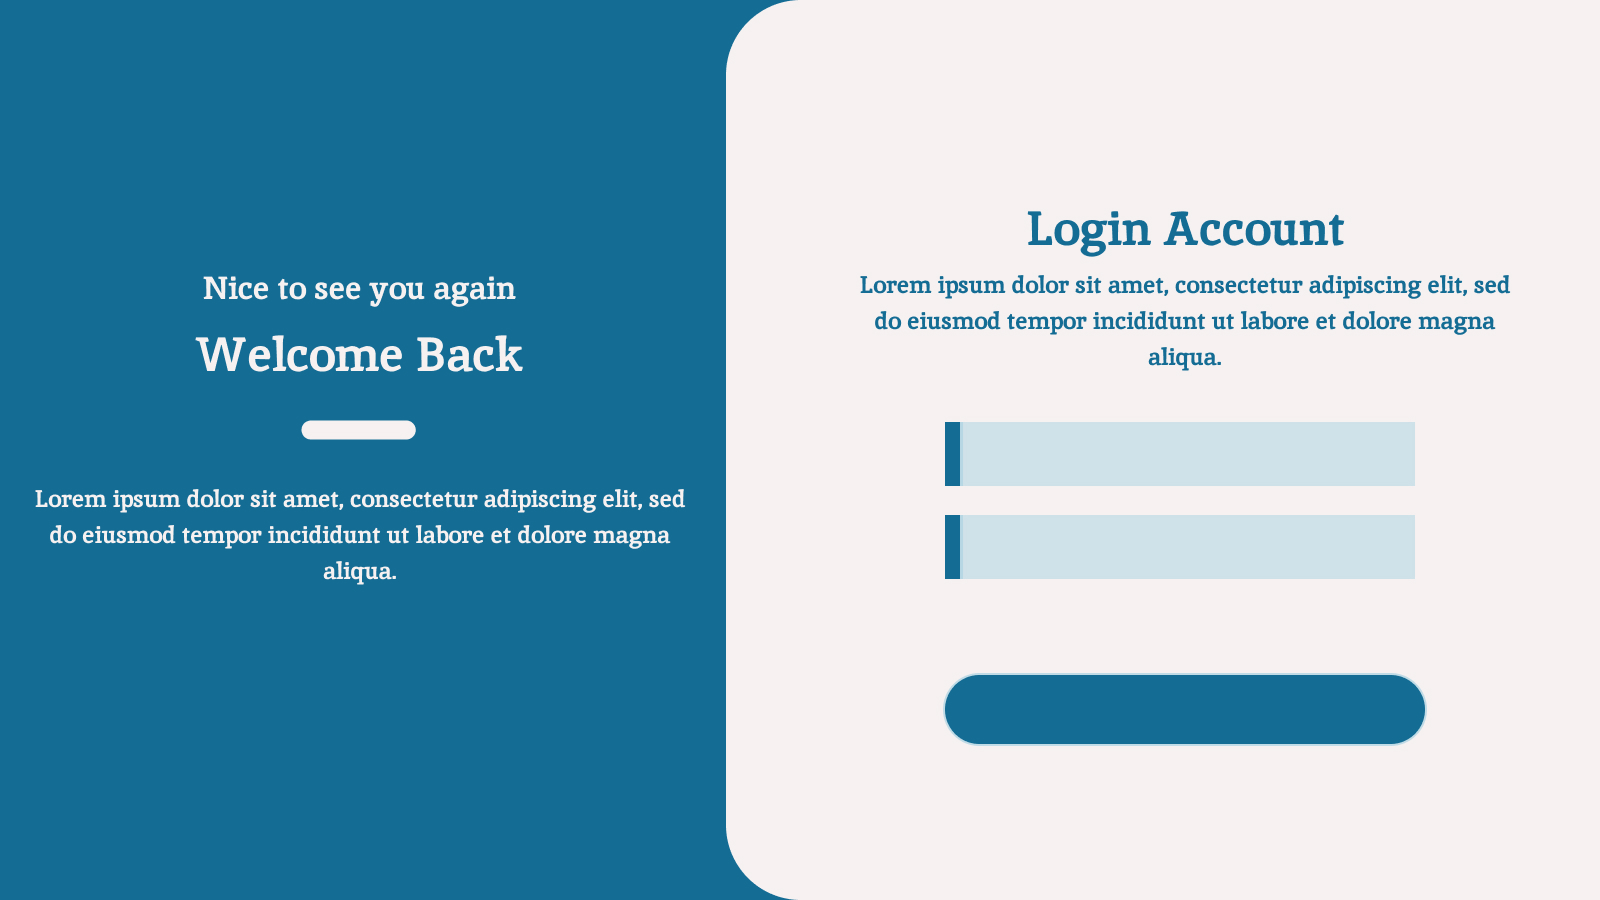 Nice to see you again
Welcome Back
Lorem ipsum dolor sit amet, consectetur adipiscing elit, sed
do eiusmod tempor incididunt ut labore et dolore magna
aliqua.
Login Account
Lorem ipsum dolor sit amet, consectetur adipiscing elit, sed
do eiusmod tempor incididunt ut labore et dolore magna
aliqua.